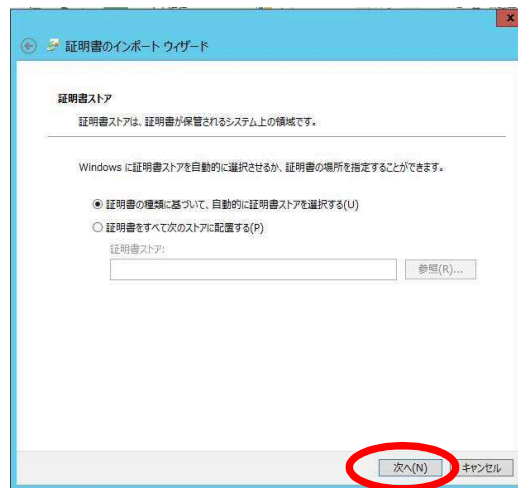 x
証明書のインポート ウィザード
証明書ストア
証明書ストアは、証明書が保管されるシステム上の領域です。
Windows に証明書ストアを自動的に選択させるか、証明書の場所を指定することができます。
証明書の種類に基づいて、自動的に証明書ストアを選択する(U)
証明書をすべて次のストアに配置する(P)
証明書ストア:
参照(R)...
次へ(N) キャンセル